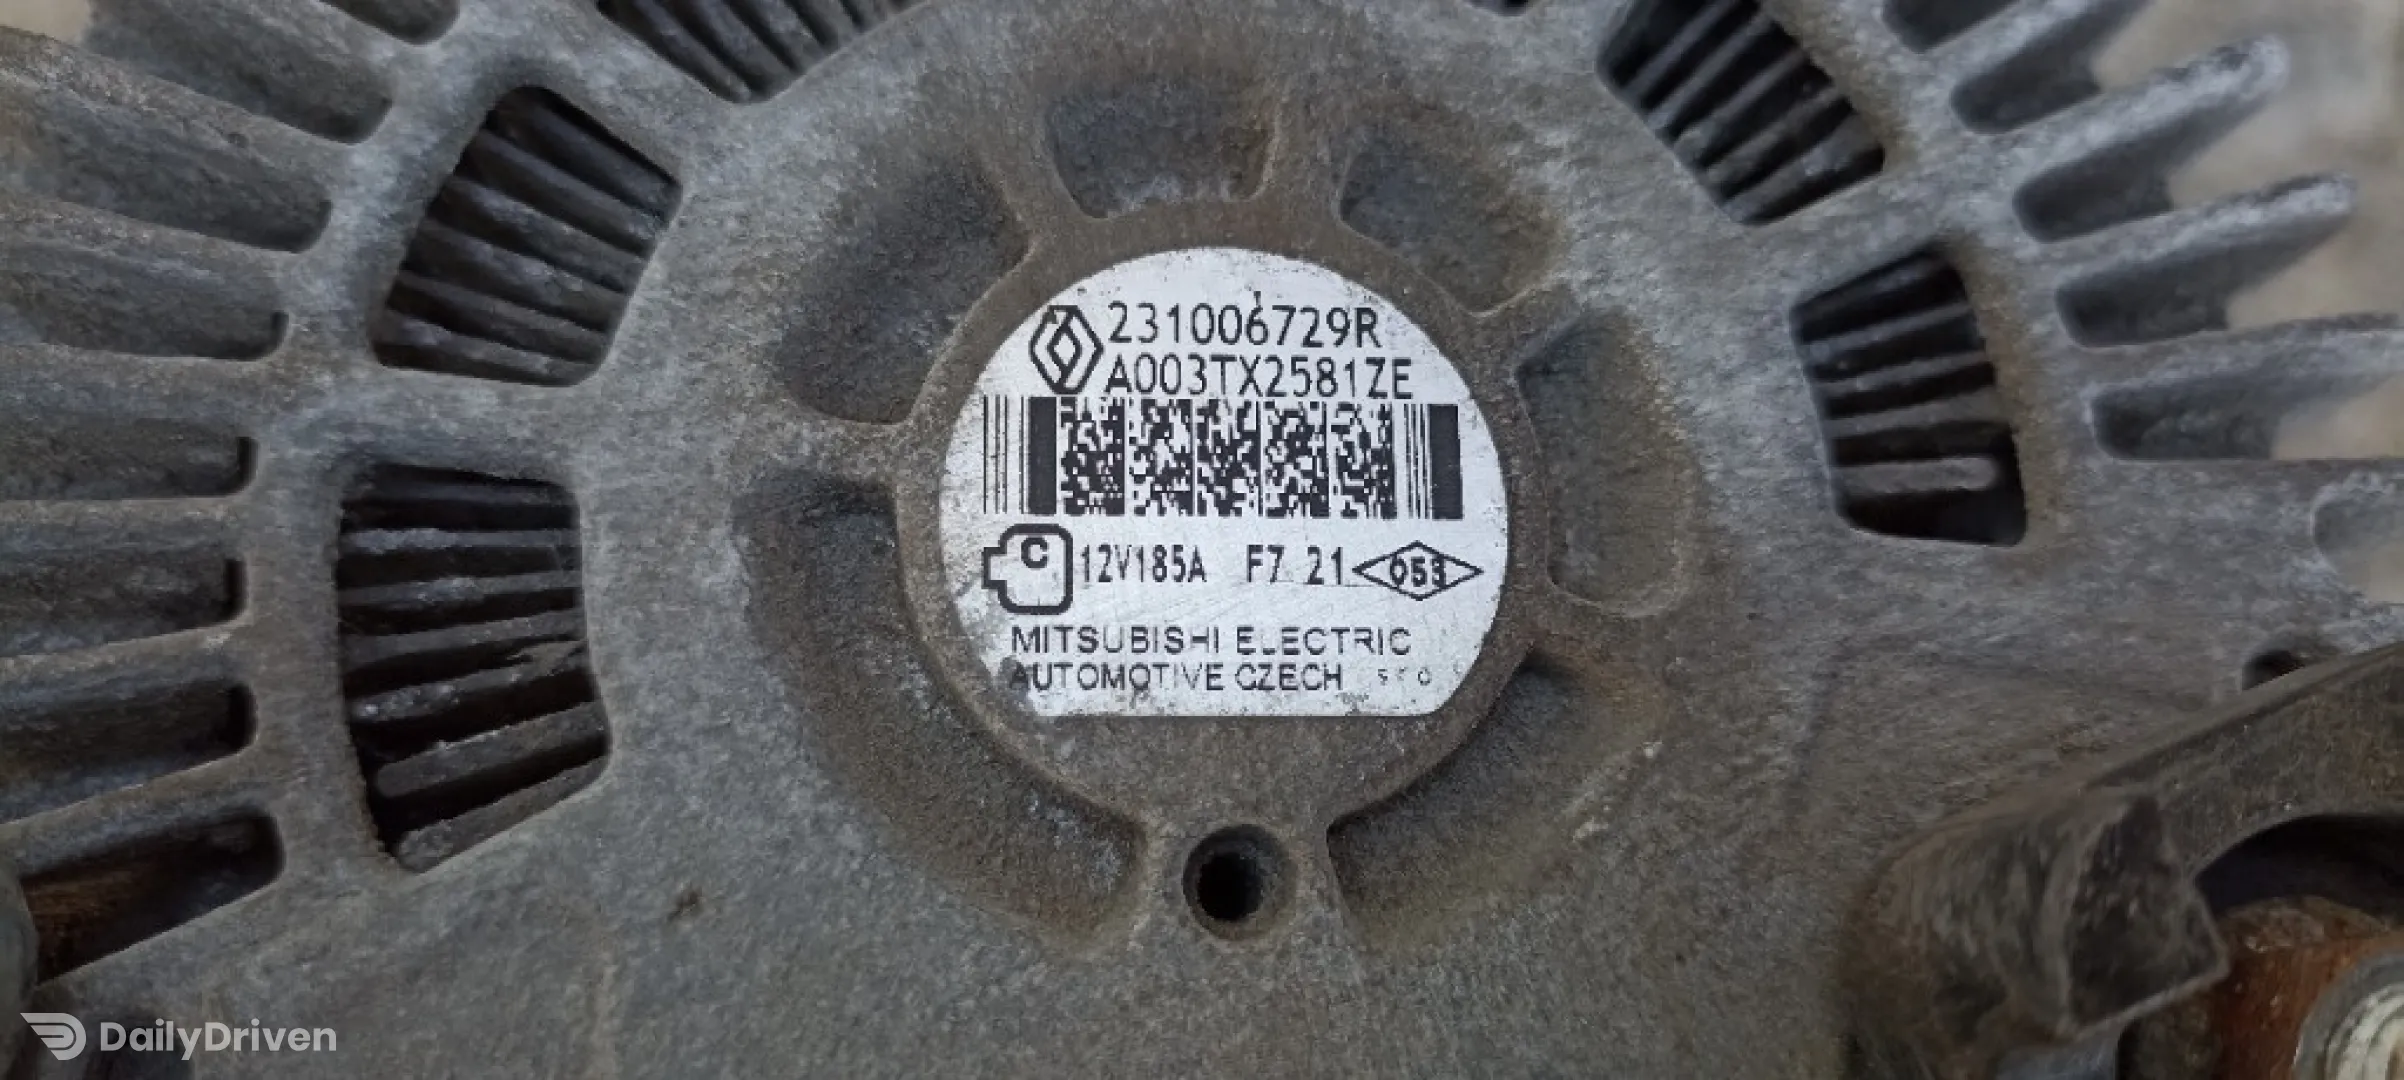 231006729R
A003TX2581ZE
C 12V185A F7 21 053
MITSUBISHI ELECTRIC
AUTOMOTIVE CZECH s r o
DailyDriven